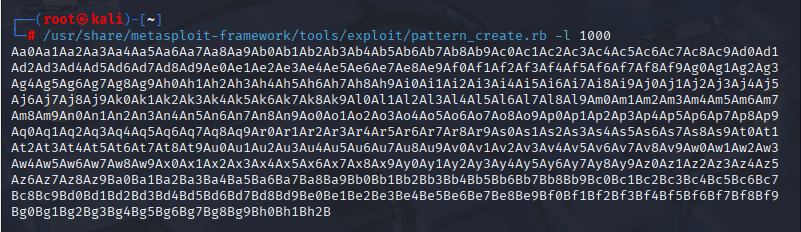 ┌──(root㉿kali)-[~]
└─# /usr/share/metasploit-framework/tools/exploit/pattern_create.rb -l 1000
Aa0Aa1Aa2Aa3Aa4Aa5Aa6Aa7Aa8Aa9Ab0Ab1Ab2Ab3Ab4Ab5Ab6Ab7Ab8Ab9Ac0Ac1Ac2Ac3Ac4Ac5Ac6Ac7Ac8Ac9Ad0Ad1
Ad2Ad3Ad4Ad5Ad6Ad7Ad8Ad9Ae0Ae1Ae2Ae3Ae4Ae5Ae6Ae7Ae8Ae9Af0Af1Af2Af3Af4Af5Af6Af7Af8Af9Ag0Ag1Ag2Ag3
Ag4Ag5Ag6Ag7Ag8Ag9Ah0Ah1Ah2Ah3Ah4Ah5Ah6Ah7Ah8Ah9Ai0Ai1Ai2Ai3Ai4Ai5Ai6Ai7Ai8Ai9Aj0Aj1Aj2Aj3Aj4Aj5
Aj6Aj7Aj8Aj9Ak0Ak1Ak2Ak3Ak4Ak5Ak6Ak7Ak8Ak9Al0Al1Al2Al3Al4Al5Al6Al7Al8Al9Am0Am1Am2Am3Am4Am5Am6Am7
Am8Am9An0An1An2An3An4An5An6An7An8An9Ao0Ao1Ao2Ao3Ao4Ao5Ao6Ao7Ao8Ao9Ap0Ap1Ap2Ap3Ap4Ap5Ap6Ap7Ap8Ap9
Aq0Aq1Aq2Aq3Aq4Aq5Aq6Aq7Aq8Aq9Ar0Ar1Ar2Ar3Ar4Ar5Ar6Ar7Ar8Ar9As0As1As2As3As4As5As6As7As8As9At0At1
At2At3At4At5At6At7At8At9Au0Au1Au2Au3Au4Au5Au6Au7Au8Au9Av0Av1Av2Av3Av4Av5Av6Av7Av8Av9Aw0Aw1Aw2Aw3
Aw4Aw5Aw6Aw7Aw8Aw9Ax0Ax1Ax2Ax3Ax4Ax5Ax6Ax7Ax8Ax9Ay0Ay1Ay2Ay3Ay4Ay5Ay6Ay7Ay8Ay9Az0Az1Az2Az3Az4Az5
Az6Az7Az8Az9Ba0Ba1Ba2Ba3Ba4Ba5Ba6Ba7Ba8Ba9Bb0Bb1Bb2Bb3Bb4Bb5Bb6Bb7Bb8Bb9Bc0Bc1Bc2Bc3Bc4Bc5Bc6Bc7
Bc8Bc9Bd0Bd1Bd2Bd3Bd4Bd5Bd6Bd7Bd8Bd9Be0Be1Be2Be3Be4Be5Be6Be7Be8Be9Bf0Bf1Bf2Bf3Bf4Bf5Bf6Bf7Bf8Bf9
Bg0Bg1Bg2Bg3Bg4Bg5Bg6Bg7Bg8Bg9Bh0Bh1Bh2B